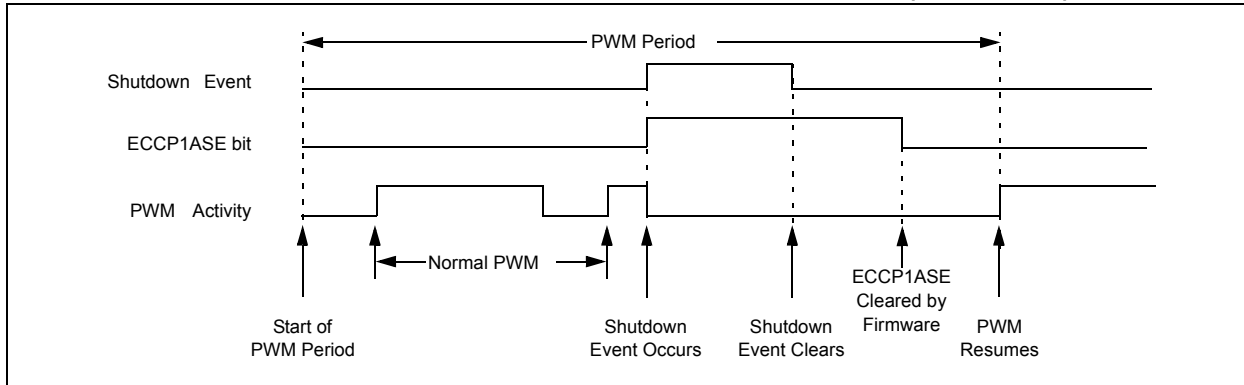 PWM Period
Shutdown Event
ECCP1ASE bit
PWM Activity
Normal PWM
Start of
PWM Period
Shutdown
Event Occurs
Shutdown
Event Clears
ECCP1ASE
Cleared by
Firmware
PWM
Resumes